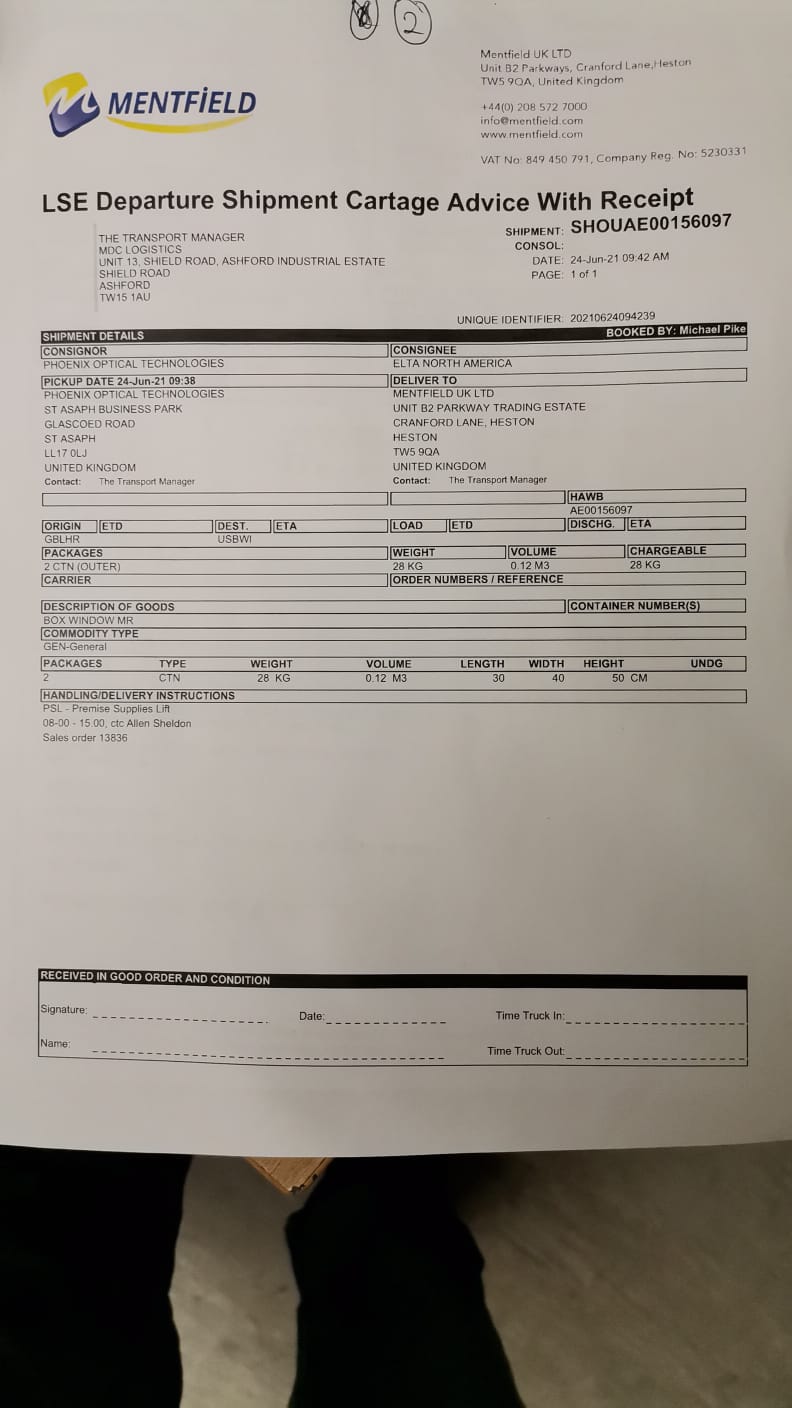 2
Mentfield UK LTD
Unit B2 Parkways, Cranford Lane,Heston
TW5 9QA, United Kingdom
+44(0) 208 572 7000
info@mentfield.com
www.mentfield.com
VAT No: 849 450 791, Company Reg. No: 5230331
MENTFİELD
LSE Departure Shipment Cartage Advice With Receipt
THE TRANSPORT MANAGER
MDC LOGISTICS
UNIT 13, SHIELD ROAD, ASHFORD INDUSTRIAL ESTATE
SHIELD ROAD
ASHFORD
TW15 1AU
SHIPMENT: SHOUAE00156097
CONSOL:
DATE: 24-Jun-21 09:42 AM
PAGE: 1 of 1
UNIQUE IDENTIFIER: 20210624094239
SHIPMENT DETAILS BOOKED BY: Michael Pike
CONSIGNOR CONSIGNEE
PHOENIX OPTICAL TECHNOLOGIES ELTA NORTH AMERICA
PICKUP DATE 24-Jun-21 09:38 DELIVER TO
PHOENIX OPTICAL TECHNOLOGIES MENTFIELD UK LTD
ST ASAPH BUSINESS PARK UNIT B2 PARKWAY TRADING ESTATE
GLASCOED ROAD CRANFORD LANE, HESTON
ST ASAPH HESTON
LL17 0LJ TW5 9QA
UNITED KINGDOM UNITED KINGDOM
Contact: The Transport Manager Contact: The Transport Manager
HAWB
AE00156097
ORIGIN ETD DEST. ETA LOAD ETD DISCHG. ETA
GBLHR USBWI
PACKAGES WEIGHT VOLUME CHARGEABLE
2 CTN (OUTER) 28 KG 0.12 M3 28 KG
CARRIER ORDER NUMBERS / REFERENCE
DESCRIPTION OF GOODS CONTAINER NUMBER(S)
BOX WINDOW MR
COMMODITY TYPE
GEN-General
PACKAGES TYPE WEIGHT VOLUME LENGTH WIDTH HEIGHT UNDG
2 CTN 28 KG 0.12 M3 30 40 50 CM
HANDLING/DELIVERY INSTRUCTIONS
PSL - Premise Supplies Lift
08-00 - 15.00, ctc Allen Sheldon
Sales order 13836
RECEIVED IN GOOD ORDER AND CONDITION
Signature: Date: Time Truck In:
Name: Time Truck Out: